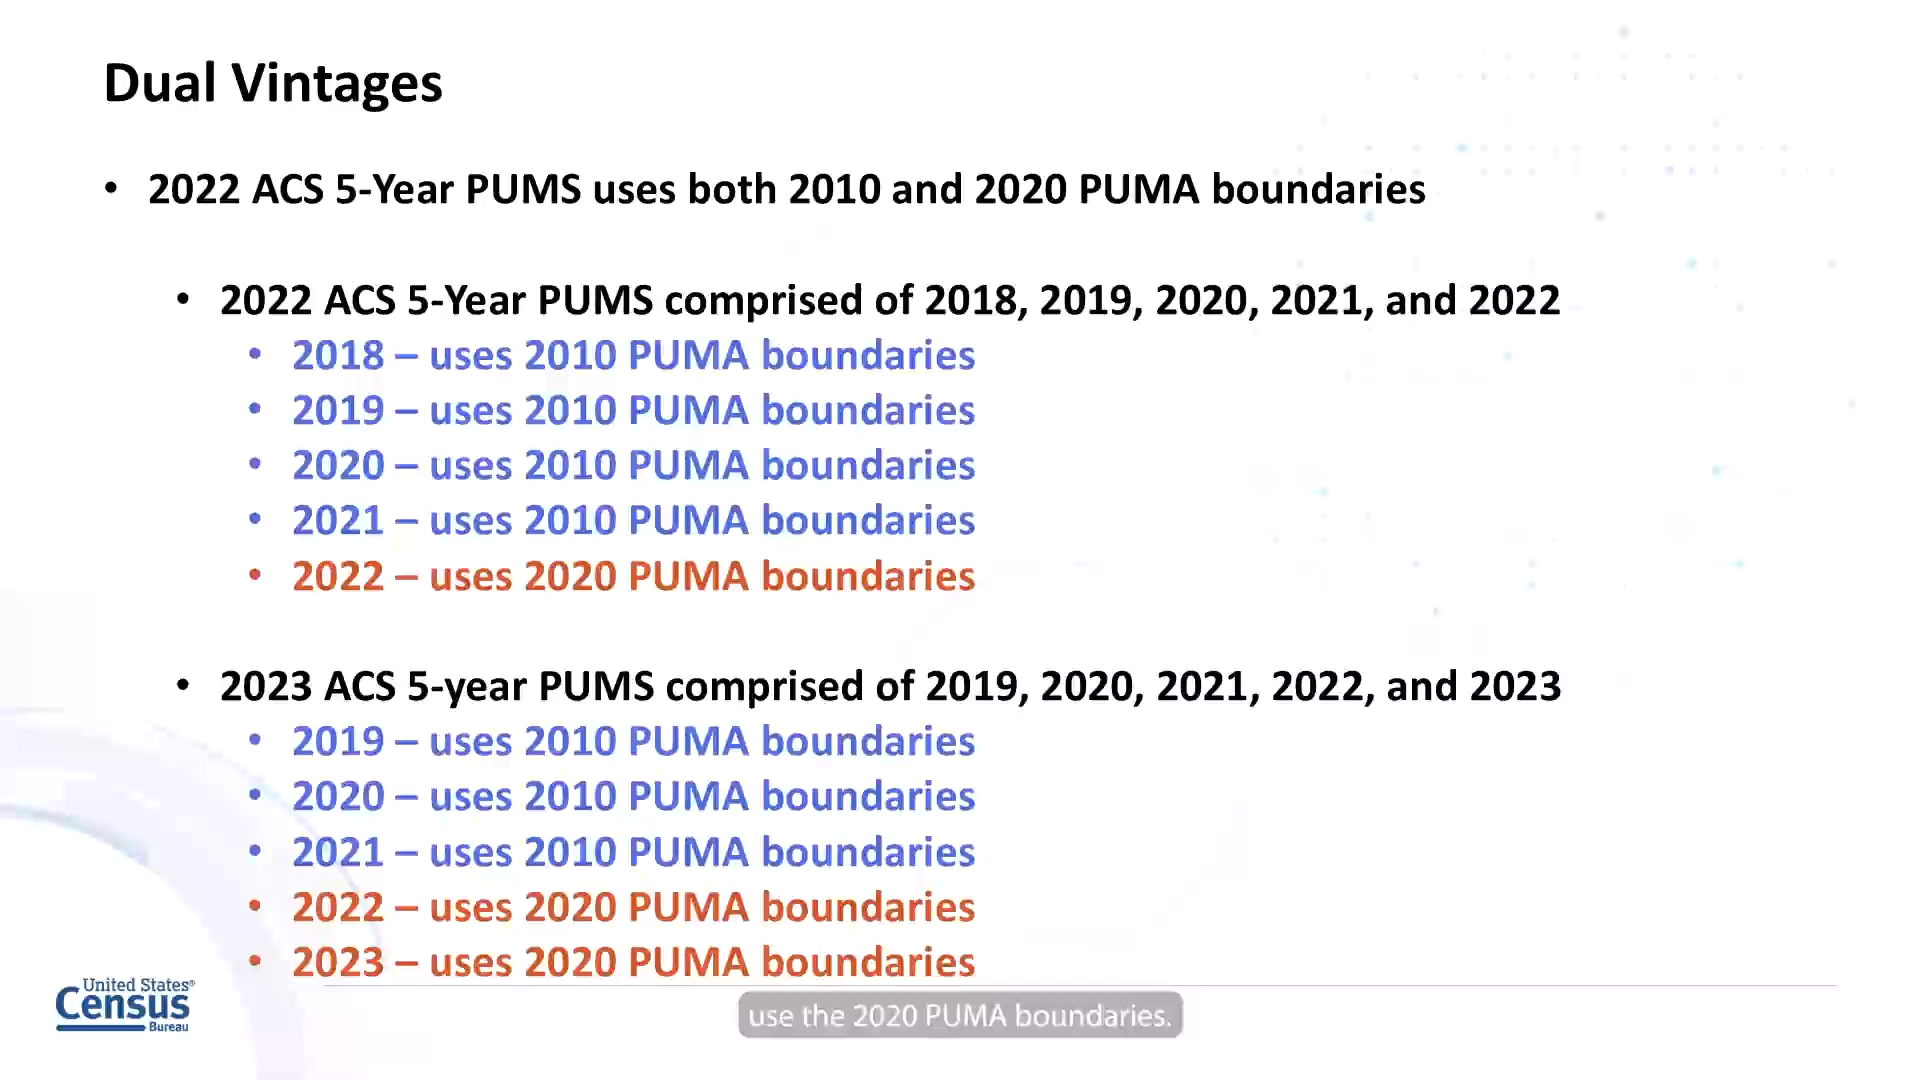 Dual Vintages
• 2022 ACS 5-Year PUMS uses both 2010 and 2020 PUMA boundaries
• 2022 ACS 5-Year PUMS comprised of 2018, 2019, 2020, 2021, and 2022
• 2018 – uses 2010 PUMA boundaries
• 2019 – uses 2010 PUMA boundaries
• 2020 – uses 2010 PUMA boundaries
• 2021 – uses 2010 PUMA boundaries
• 2022 – uses 2020 PUMA boundaries
• 2023 ACS 5-year PUMS comprised of 2019, 2020, 2021, 2022, and 2023
• 2019 – uses 2010 PUMA boundaries
• 2020 – uses 2010 PUMA boundaries
• 2021 – uses 2010 PUMA boundaries
• 2022 – uses 2020 PUMA boundaries
• 2023 – uses 2020 PUMA boundaries
United States®
Census
Bureau
use the 2020 PUMA boundaries.